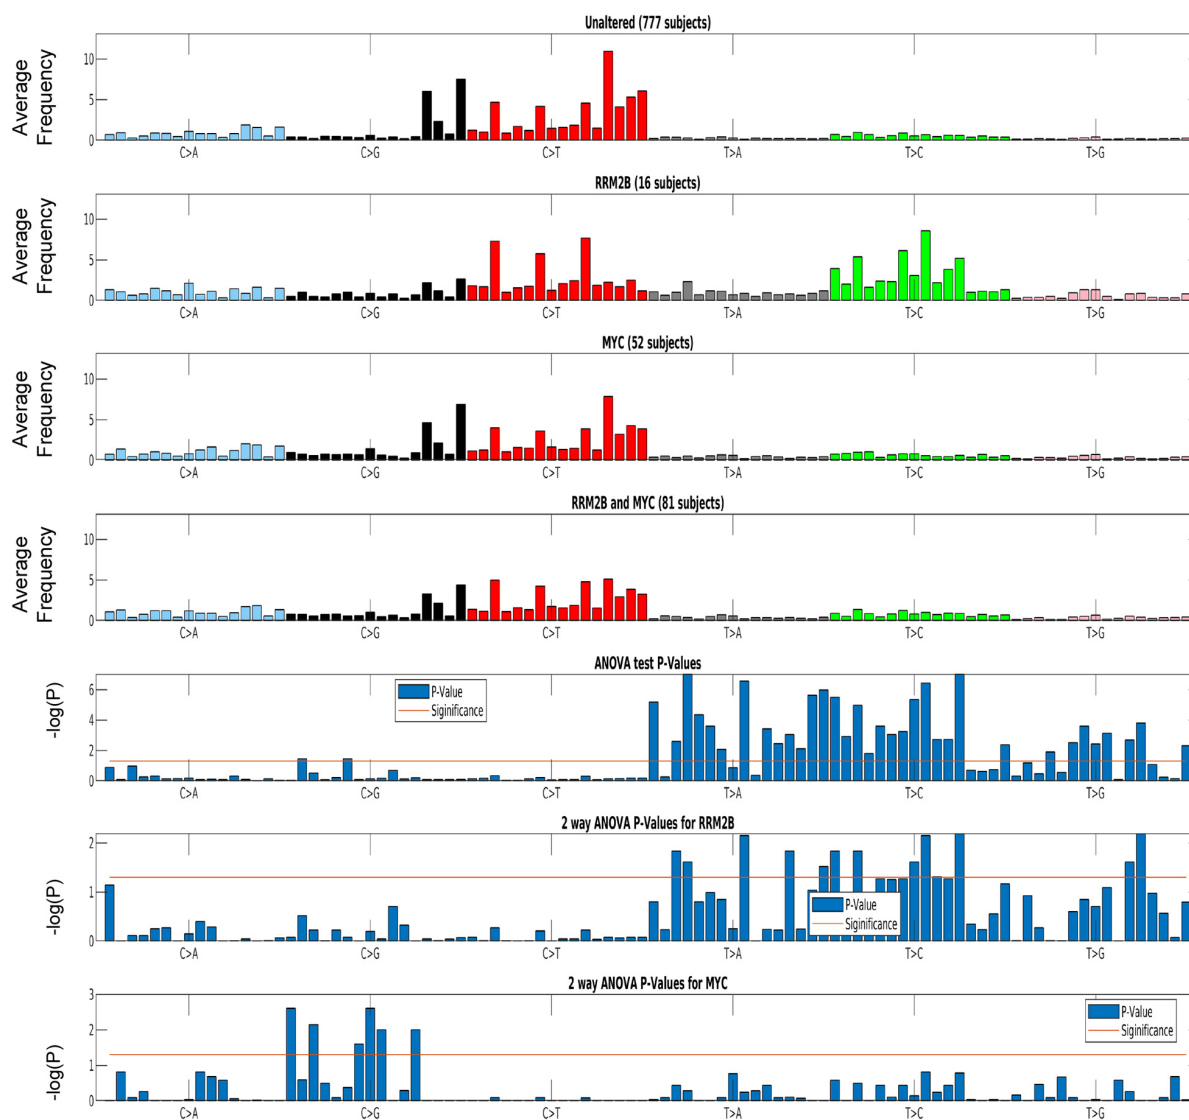 Unaltered (777 subjects)
Average
Frequency
10
5
0
C>A C>G C>T T>A T>C T>G
RRM2B (16 subjects)
Average
Frequency
10
5
0
C>A C>G C>T T>A T>C T>G
MYC (52 subjects)
Average
Frequency
10
5
0
C>A C>G C>T T>A T>C T>G
RRM2B and MYC (81 subjects)
Average
Frequency
10
5
0
C>A C>G C>T T>A T>C T>G
ANOVA test P-Values
-log(P)
6
4
2
0
P-Value
Siginificance
C>A C>G C>T T>A T>C T>G
2 way ANOVA P-Values for RRM2B
-log(P)
2
1
0
P-Value
Siginificance
C>A C>G C>T T>A T>C T>G
2 way ANOVA P-Values for MYC
-log(P)
3
2
1
0
P-Value
Siginificance
C>A C>G C>T T>A T>C T>G